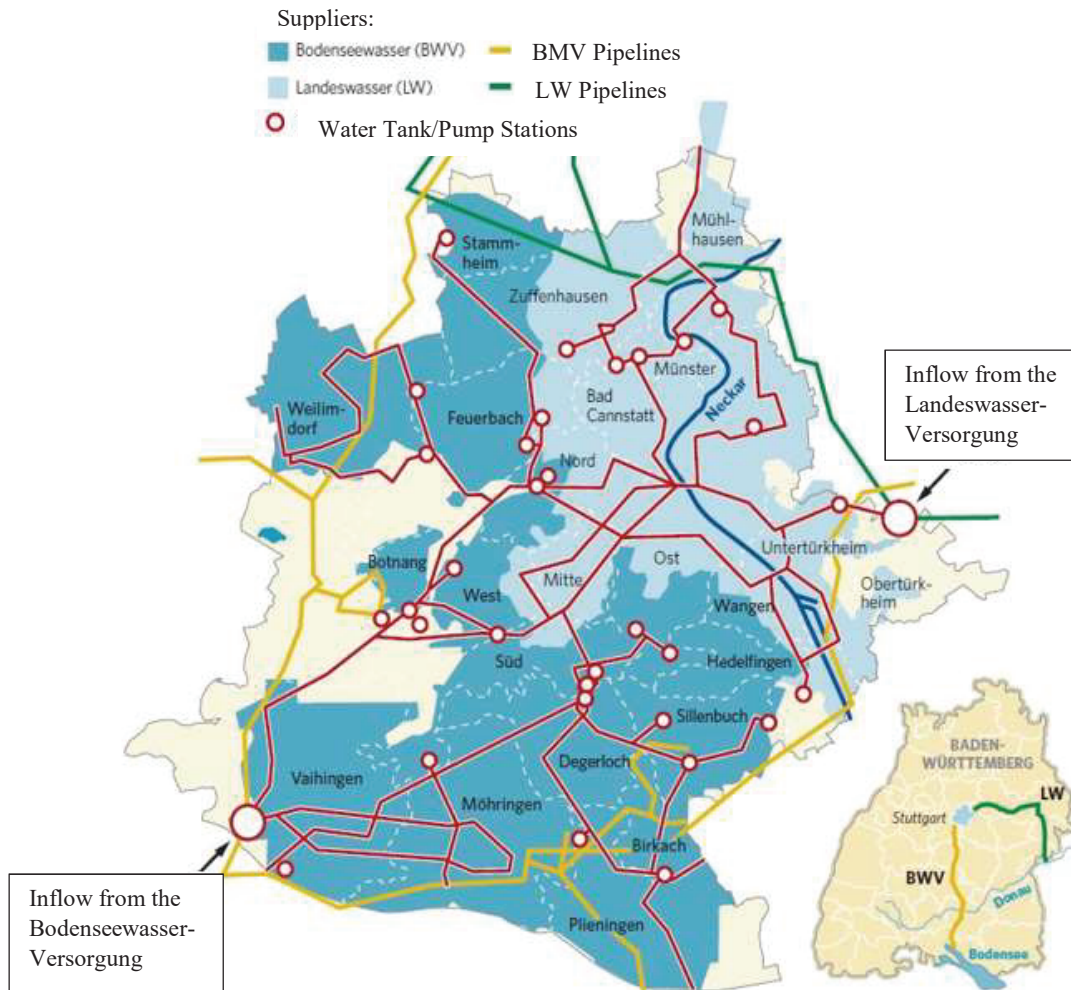 Suppliers:
Bodenseewasser (BWV)
BMV Pipelines
Landeswasser (LW)
LW Pipelines
Water Tank/Pump Stations
Mühl-
hausen
Stamm-
heim
Zuffenhausen
Münster
Bad
Cannstatt
Neckar
Weilim-
dorf
Feuerbach
Nord
Inflow from the
Landeswasser-
Versorgung
Untertürkheim
Obertürk-
heim
Botnang
West
Mitte
Ost
Wangen
Süd
Hedelfingen
Sillenbuch
Degerloch
Vaihingen
Möhringen
Birkach
Plieningen
Inflow from the
Bodenseewasser-
Versorgung
BADEN-
WÜRTTEMBERG
LW
Stuttgart
BWV
Donau
Bodensee